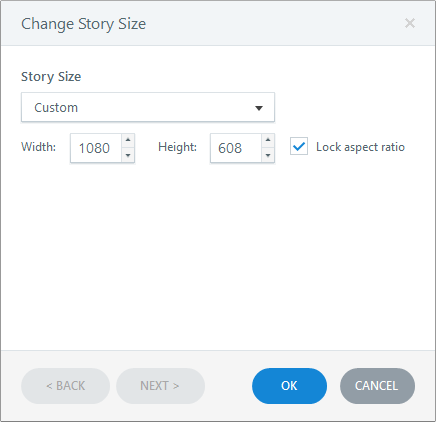 Change Story Size
Story Size
Custom
Width: 1080 Height: 608 Lock aspect ratio
< BACK NEXT > OK CANCEL